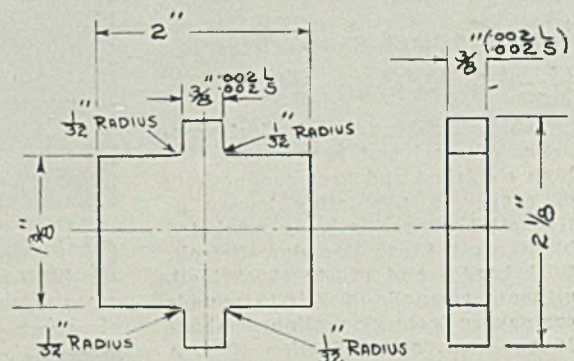 2"
3/8" .002 L
.002 S
3/8" (.002 L
.002 S)
1/32" RADIUS
1/32" RADIUS
1 3/8"
2 1/8"
1/32" RADIUS
1/32" RADIUS